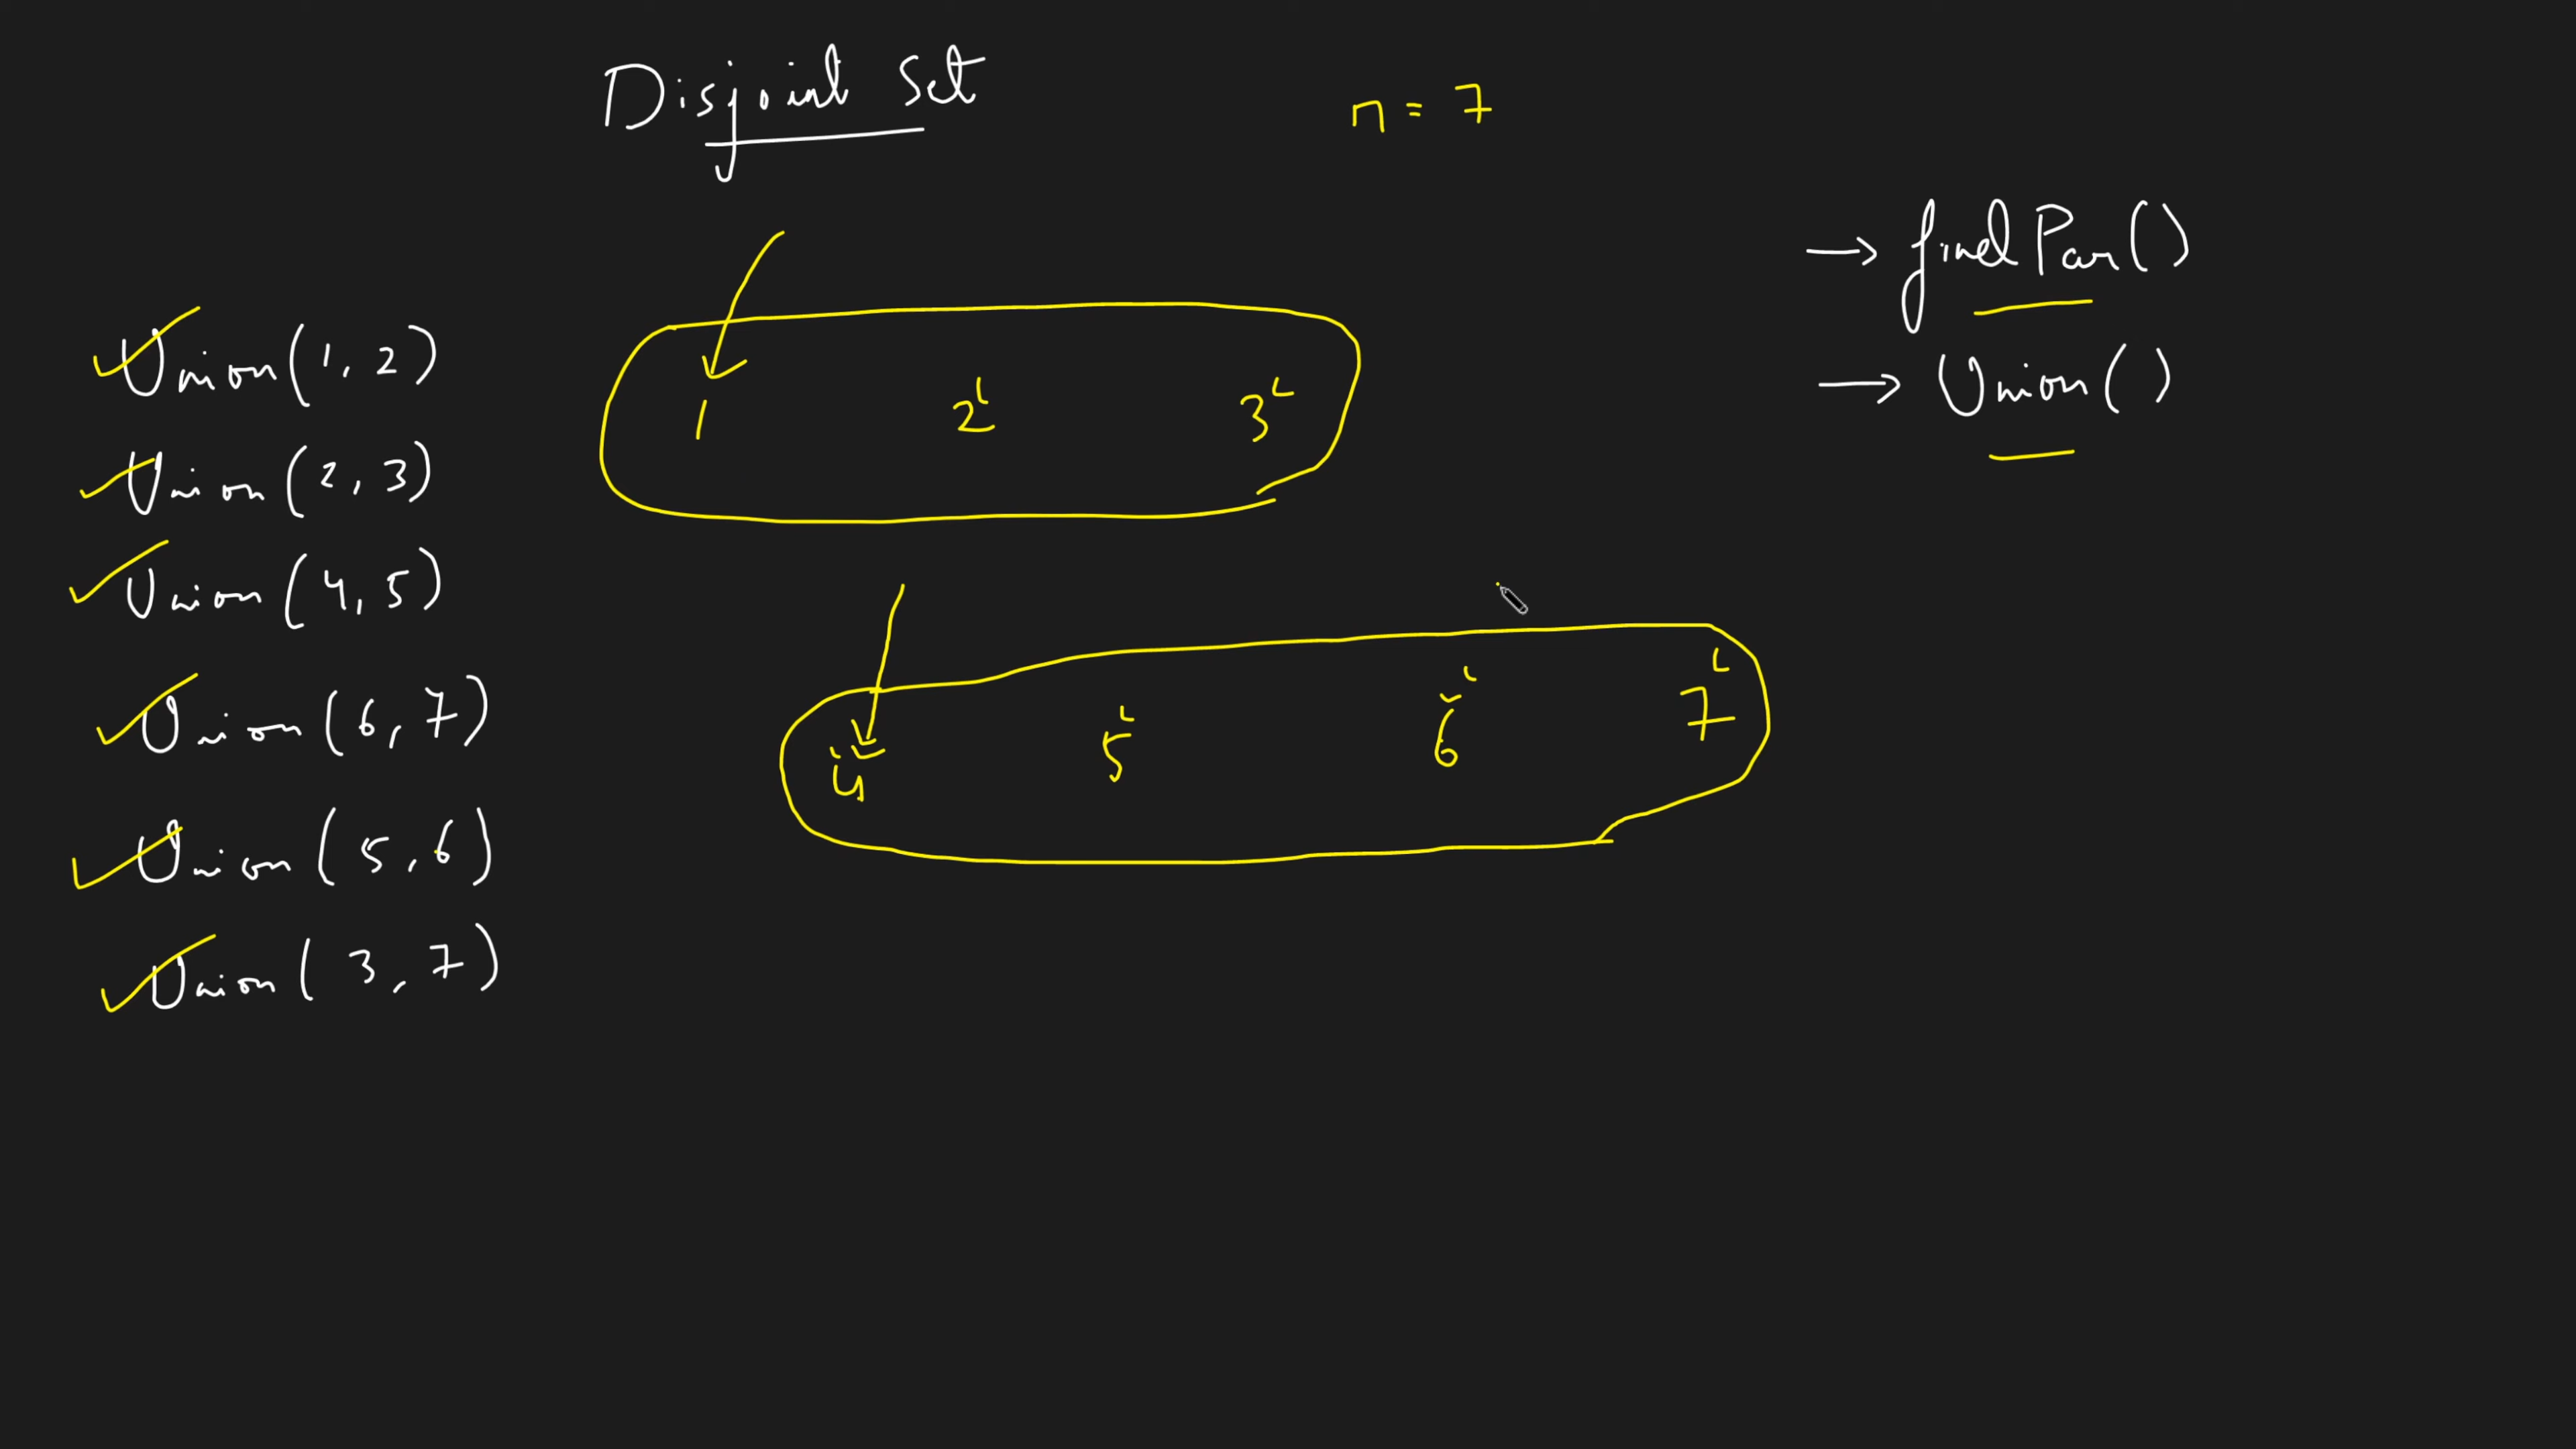 Disjoint Set
n = 7
→ findPar()
→ Union()
Union(1, 2)
Union(2, 3)
Union(4, 5)
Union(6, 7)
Union(5, 6)
Union(3, 7)
1 2 3
4 5 6 7